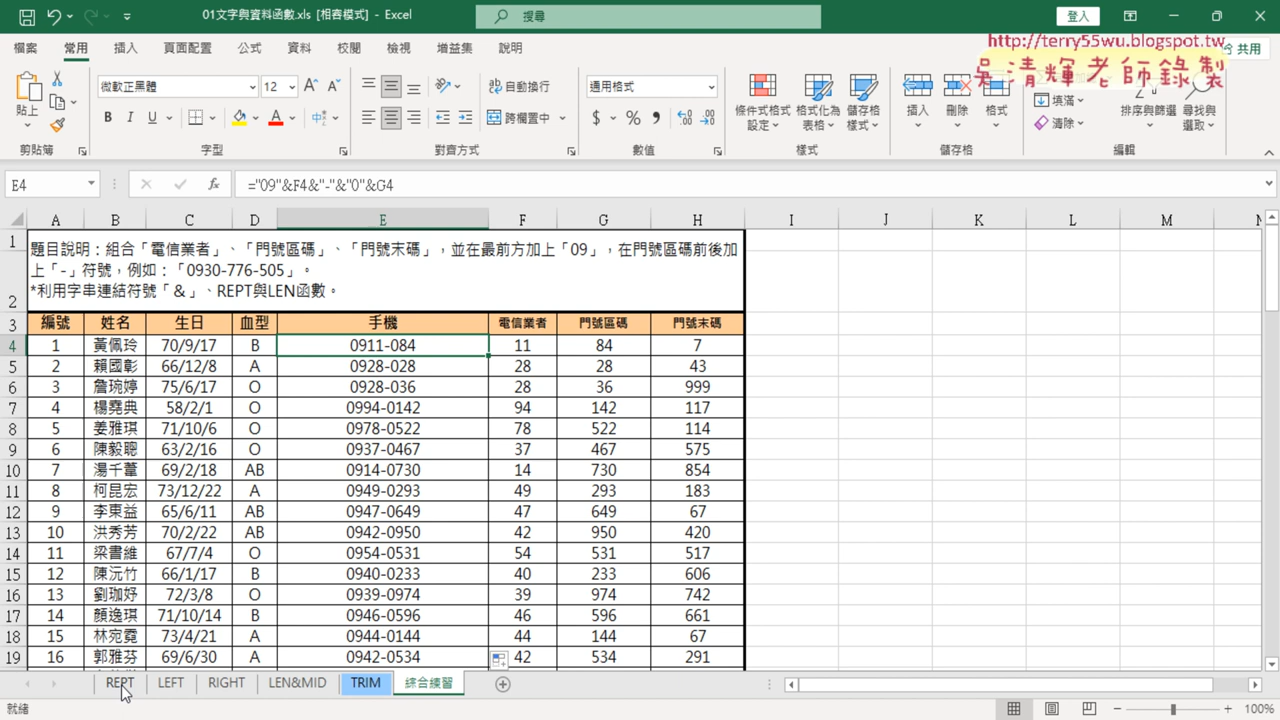 01文字與資料函數.xls [相容模式] - Excel
搜尋
登入
檔案 常用 插入 頁面配置 公式 資料 校閱 檢視 增益集 說明
共用
http://terry55wu.blogspot.tw
吳清輝老師錄製
貼上
微軟正黑體 12
自動換行
跨欄置中
通用格式
條件式格式設定
格式化為表格
儲存格樣式
插入 刪除 格式
填滿
清除
排序與篩選
尋找與選取
剪貼簿 字型 對齊方式 數值 樣式 儲存格 編輯
E4
="09"&F4&"-"&"0"&G4
A B C D E F G H I J K L M
1
2
題目說明：組合「電信業者」、「門號區碼」、「門號末碼」，並在最前方加上「09」，在門號區碼前後加
上「-」符號，例如：「0930-776-505」。
*利用字串連結符號「&」、REPT與LEN函數。
3 編號 姓名 生日 血型 手機 電信業者 門號區碼 門號末碼
4 1 黃佩玲 70/9/17 B 0911-084 11 84 7
5 2 賴國彰 66/12/8 A 0928-028 28 28 43
6 3 詹琬婷 75/6/17 O 0928-036 28 36 999
7 4 楊堯典 58/2/1 O 0994-0142 94 142 117
8 5 姜雅琪 71/10/6 O 0978-0522 78 522 114
9 6 陳毅聰 63/2/16 O 0937-0467 37 467 575
10 7 湯千蕙 69/2/18 AB 0914-0730 14 730 854
11 8 柯昆宏 73/12/22 A 0949-0293 49 293 183
12 9 李東益 65/6/11 AB 0947-0649 47 649 67
13 10 洪秀芳 70/2/22 AB 0942-0950 42 950 420
14 11 梁書維 67/7/4 O 0954-0531 54 531 517
15 12 陳沅竹 66/1/17 B 0940-0233 40 233 606
16 13 劉珈妤 72/3/8 O 0939-0974 39 974 742
17 14 顏逸琪 71/10/14 B 0946-0596 46 596 661
18 15 林宛霓 73/4/21 A 0944-0144 44 144 67
19 16 郭雅芬 69/6/30 A 0942-0534 42 534 291
REPT LEFT RIGHT LEN&MID TRIM 綜合練習
就緒
100%